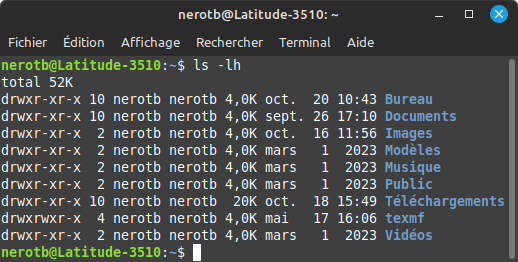 nerotb@Latitude-3510: ~
Fichier Édition Affichage Rechercher Terminal Aide
nerotb@Latitude-3510:~$ ls -lh
total 52K
drwxr-xr-x 10 nerotb nerotb 4,0K oct.  20 10:43 Bureau
drwxr-xr-x 10 nerotb nerotb 4,0K sept. 26 17:10 Documents
drwxr-xr-x  2 nerotb nerotb 4,0K oct.  16 11:56 Images
drwxr-xr-x  2 nerotb nerotb 4,0K mars   1  2023 Modèles
drwxr-xr-x  2 nerotb nerotb 4,0K mars   1  2023 Musique
drwxr-xr-x  2 nerotb nerotb 4,0K mars   1  2023 Public
drwxr-xr-x 10 nerotb nerotb  20K oct.  18 15:49 Téléchargements
drwxrwxr-x  4 nerotb nerotb 4,0K mai   17 16:06 texmf
drwxr-xr-x  2 nerotb nerotb 4,0K mars   1  2023 Vidéos
nerotb@Latitude-3510:~$